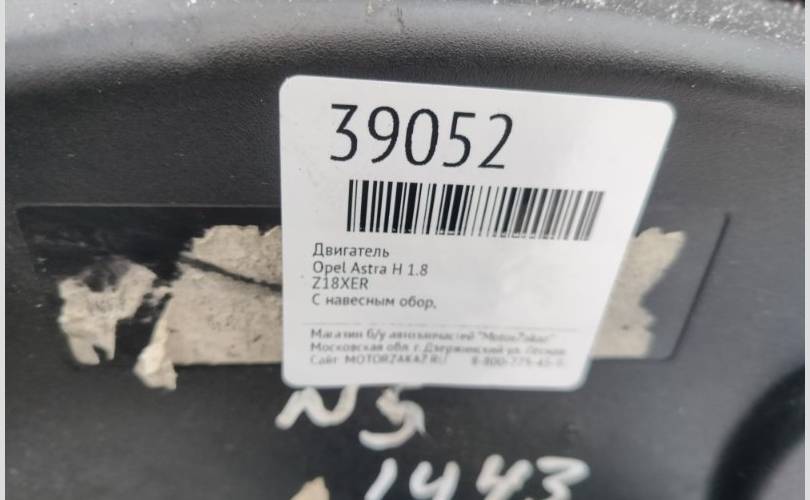 39052
Двигатель
Opel Astra H 1.8
Z18XER
С навесным обор,
Магазин б/у автозапчастей "MotorZakaz"
Московская обл. г. Дзержинский ул. Лесная
Сайт: MOTORZAKAZ.RU
N5
1443